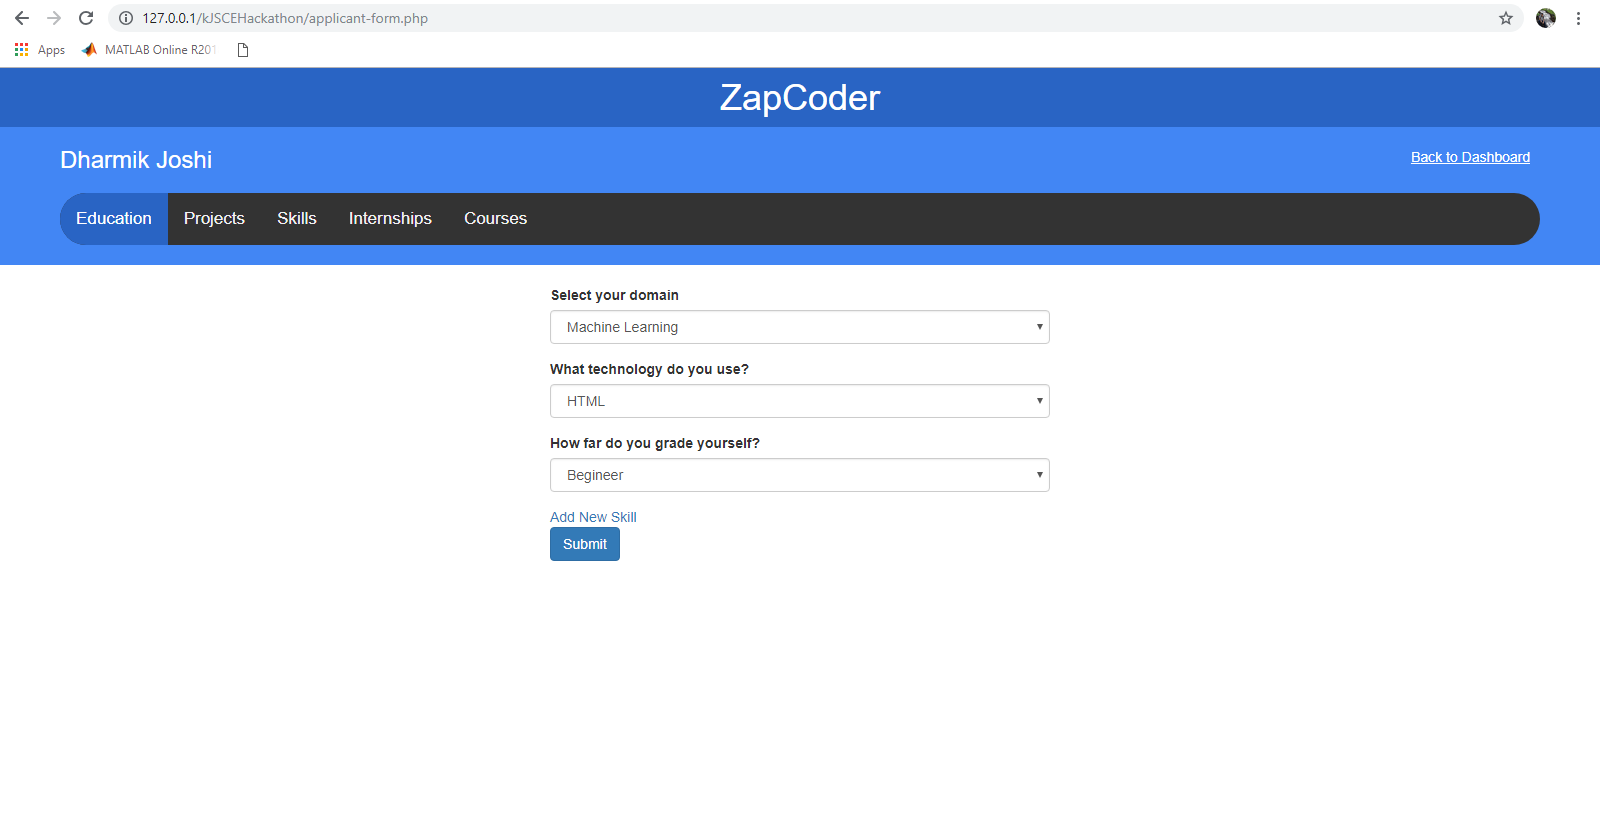 127.0.0.1/kJSCEHackathon/applicant-form.php
Apps MATLAB Online R201
ZapCoder
Dharmik Joshi
Back to Dashboard
Education Projects Skills Internships Courses
Select your domain
Machine Learning
What technology do you use?
HTML
How far do you grade yourself?
Begineer
Add New Skill
Submit